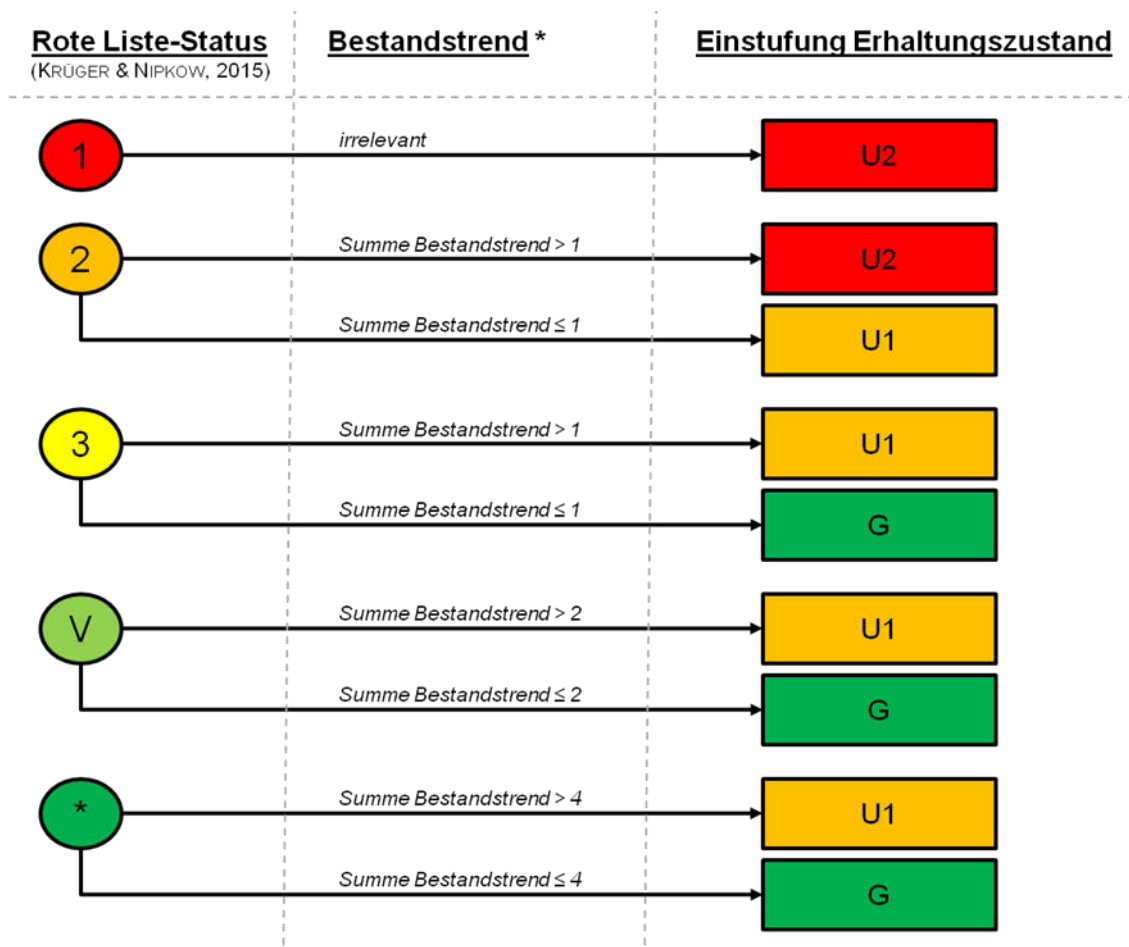 Rote Liste-Status
(KRÜGER & NIPKOW, 2015)
Bestandstrend *
Einstufung Erhaltungszustand
1
irrelevant
U2
2
Summe Bestandstrend > 1
U2
Summe Bestandstrend ≤ 1
U1
3
Summe Bestandstrend > 1
U1
Summe Bestandstrend ≤ 1
G
V
Summe Bestandstrend > 2
U1
Summe Bestandstrend ≤ 2
G
*
Summe Bestandstrend > 4
U1
Summe Bestandstrend ≤ 4
G